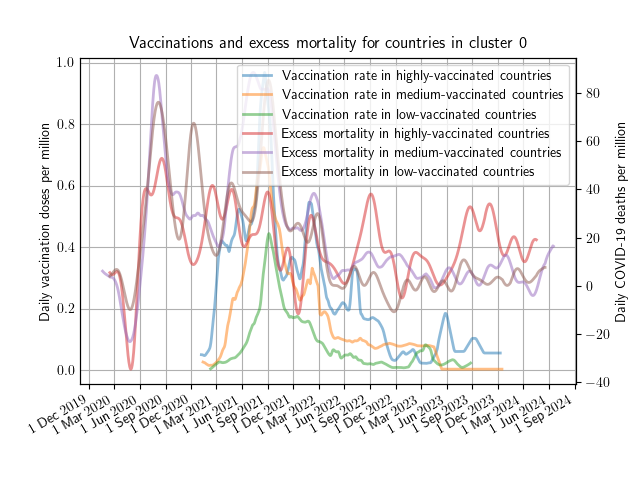 Vaccinations and excess mortality for countries in cluster 0
Vaccination rate in highly-vaccinated countries
Vaccination rate in medium-vaccinated countries
Vaccination rate in low-vaccinated countries
Excess mortality in highly-vaccinated countries
Excess mortality in medium-vaccinated countries
Excess mortality in low-vaccinated countries
Daily vaccination doses per million
1.0
0.8
0.6
0.4
0.2
0.0
Daily COVID-19 deaths per million
80
60
40
20
0
−20
−40
1 Dec 2019
1 Mar 2020
1 Jun 2020
1 Sep 2020
1 Dec 2020
1 Mar 2021
1 Jun 2021
1 Sep 2021
1 Dec 2021
1 Mar 2022
1 Jun 2022
1 Sep 2022
1 Dec 2022
1 Mar 2023
1 Jun 2023
1 Sep 2023
1 Dec 2023
1 Mar 2024
1 Jun 2024
1 Sep 2024